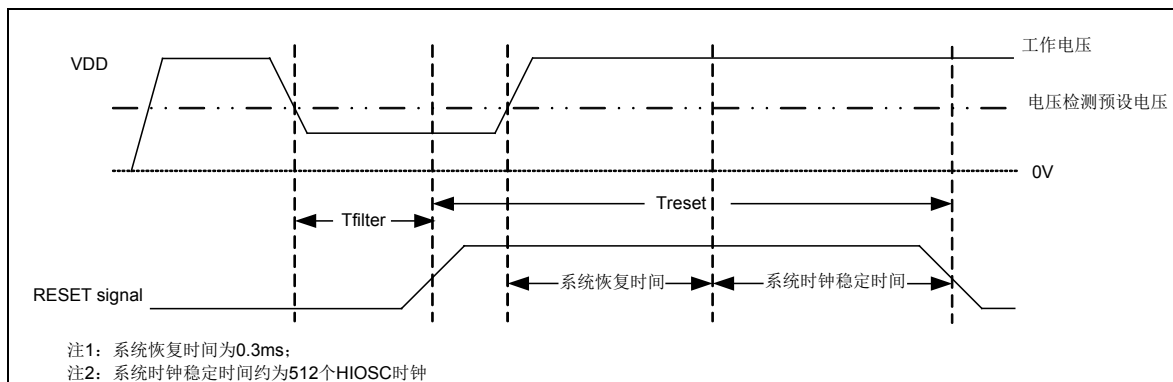 工作电压
VDD
电压检测预设电压
0V
Treset
Tfilter
系统恢复时间
系统时钟稳定时间
RESET signal
注1：系统恢复时间为0.3ms；
注2：系统时钟稳定时间约为512个HIOSC时钟